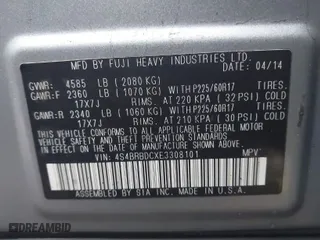 MFD BY FUJI HEAVY INDUSTRIES LTD.
DATE 04/14
GVWR: 4585 LB (2080 KG)
GAWR:F 2360 LB (1070 KG) WITH P225/60R17 TIRES.
17X7J RIMS. AT 220 KPA (32 PSI) COLD
GAWR:R 2340 LB (1060 KG) WITH P225/60R17 TIRES.
17X7J RIMS. AT 210 KPA (30 PSI) COLD
THIS VEHICLE CONFORMS TO ALL APPLICABLE FEDERAL MOTOR
VEHICLE SAFETY STANDARDS IN EFFECT
ON THE DATE OF MANUFACTURE SHOWN ABOVE.
VIN: 4S4BRBDCXE3308101 MPV
ASSEMBLED BY SIA INC. MADE IN U.S.A.
© AMERIBID
ameribid.com